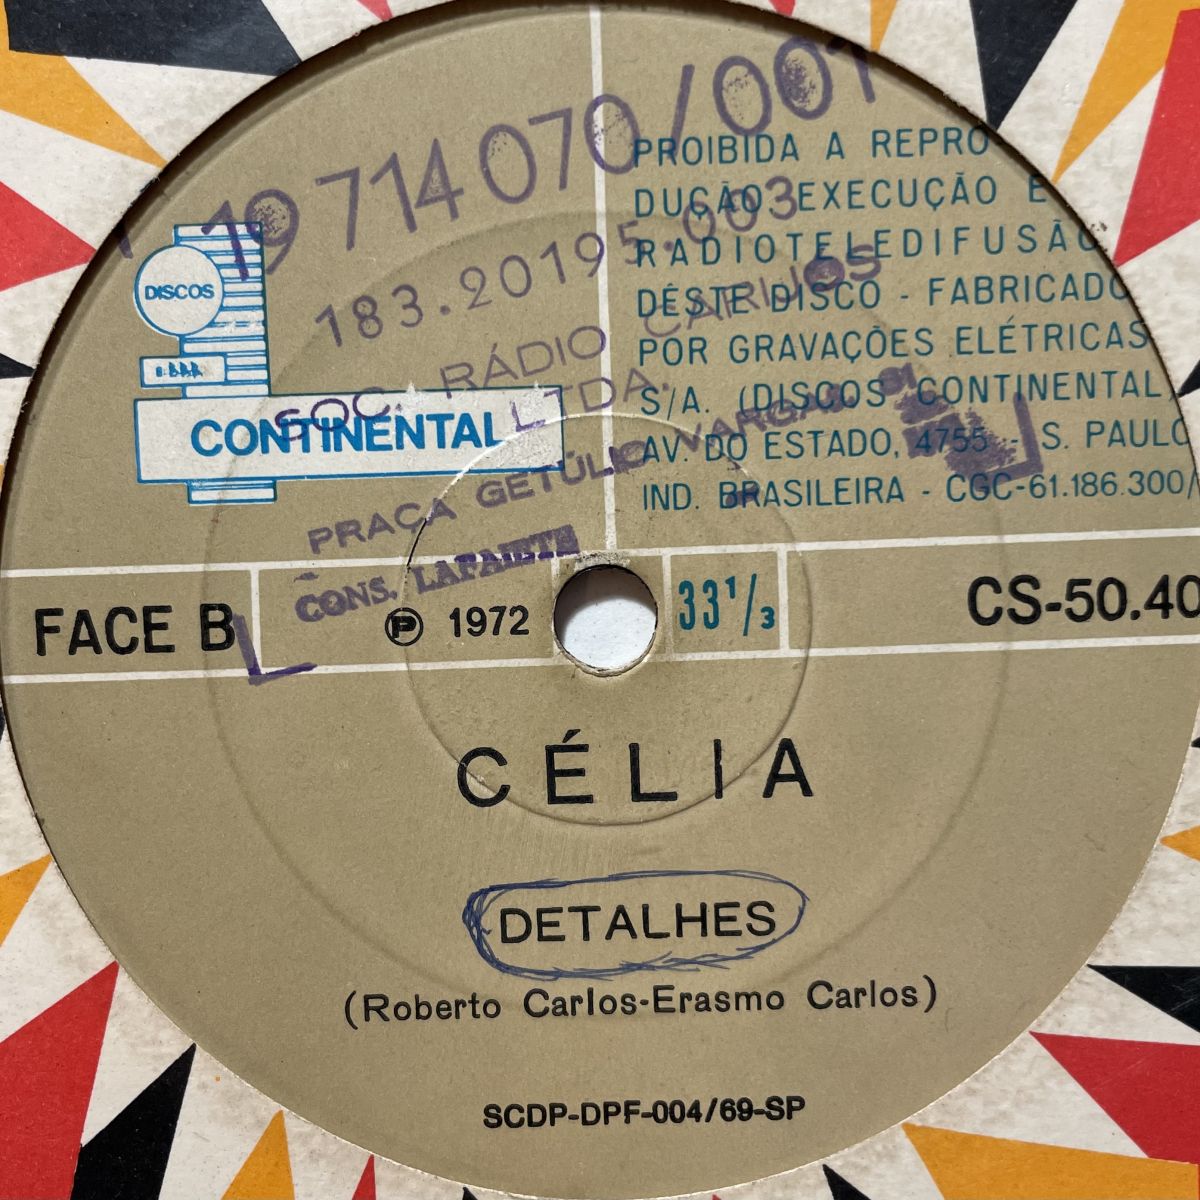 19 714 070/001
183.20195.603
SOC. RÁDIO CARIJÓS
LTDA.
PRAÇA GETÚLIO VARGAS
CONS. LAFAIETE
DISCOS
CONTINENTAL
PROIBIDA A REPRO
DUÇÃO EXECUÇÃO E
RADIOTELEDIFUSÃO
DÊSTE DISCO - FABRICADO
POR GRAVAÇÕES ELÉTRICAS
S/A. (DISCOS CONTINENTAL)
AV. DO ESTADO, 4755 - S. PAULO
IND. BRASILEIRA - CGC-61.186.300/
FACE B
Ⓟ 1972
33 1/3
CS-50.40
CÉLIA
DETALHES
(Roberto Carlos-Erasmo Carlos)
SCDP-DPF-004/69-SP